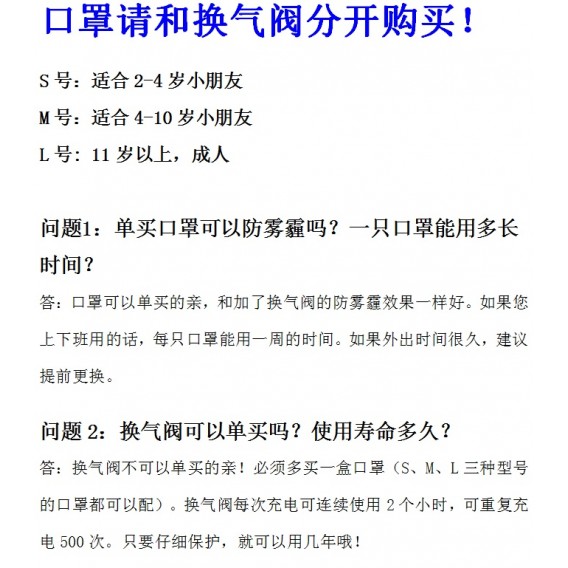 口罩请和换气阀分开购买！
S 号：适合 2-4 岁小朋友
M 号：适合 4-10 岁小朋友
L 号: 11 岁以上，成人
问题1：单买口罩可以防雾霾吗？一只口罩能用多长
时间？
答：口罩可以单买的亲，和加了换气阀的防雾霾效果一样好。如果您
上下班用的话，每只口罩能用一周的时间。如果外出时间很久，建议
提前更换。
问题 2：换气阀可以单买吗？使用寿命多久？
答：换气阀不可以单买的亲！必须多买一盒口罩（S、M、L 三种型号
的口罩都可以配）。换气阀每次充电可连续使用 2 个小时，可重复充
电 500 次。只要仔细保护，就可以用几年哦！